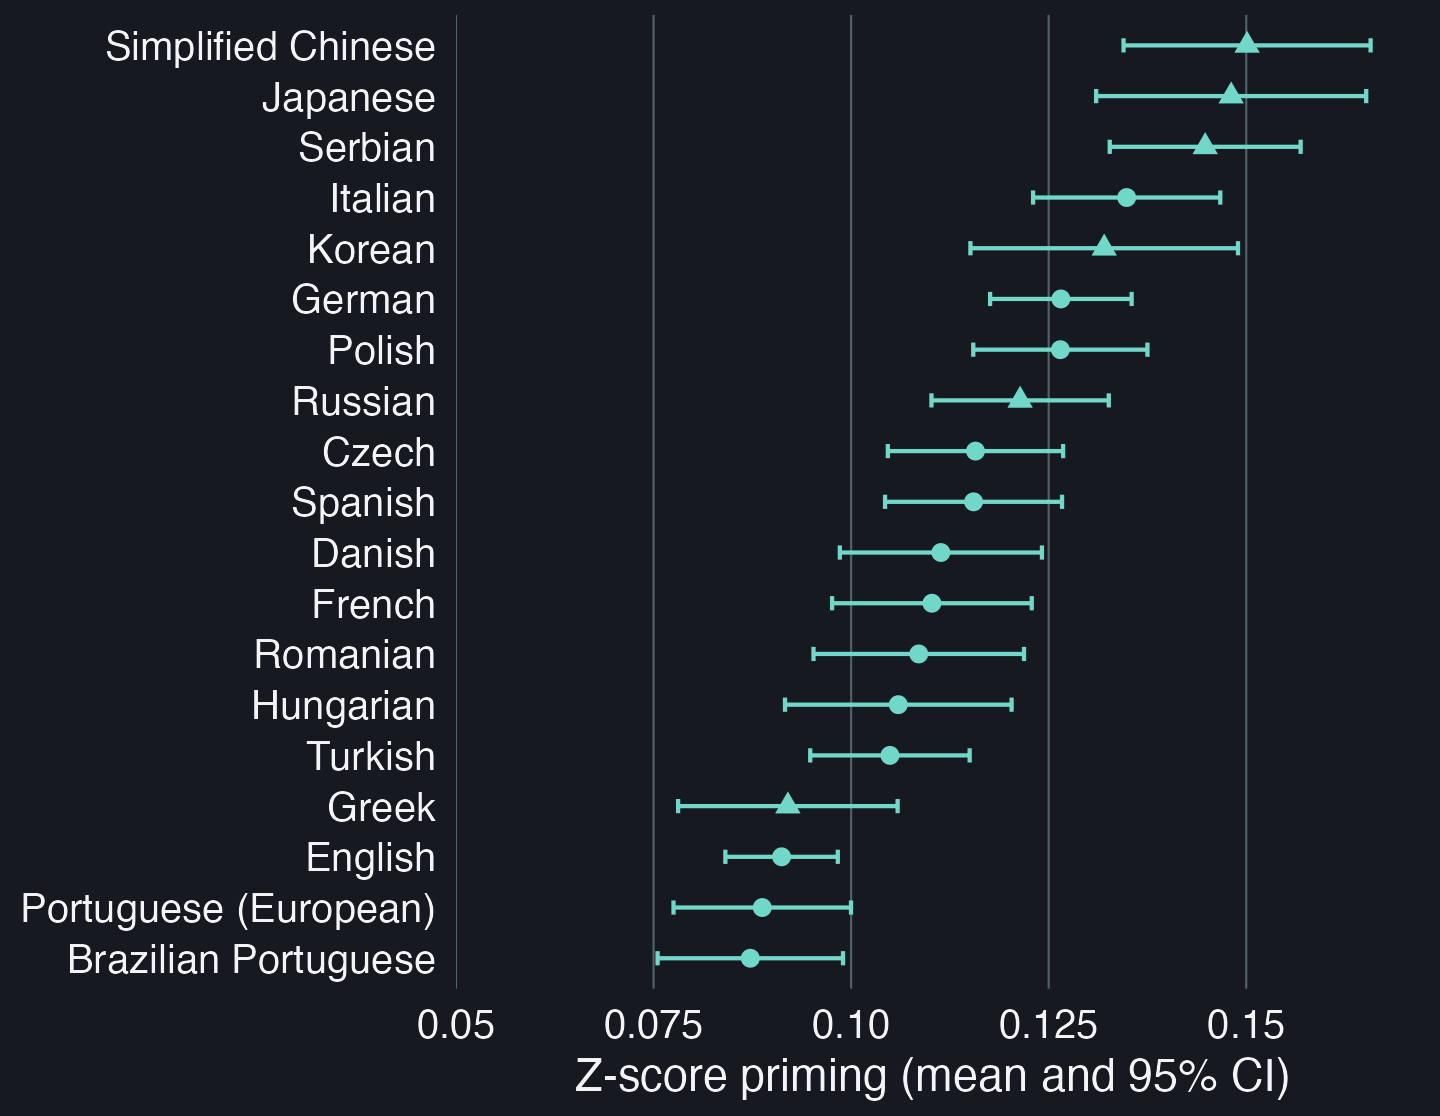 Simplified Chinese
Japanese
Serbian
Italian
Korean
German
Polish
Russian
Czech
Spanish
Danish
French
Romanian
Hungarian
Turkish
Greek
English
Portuguese (European)
Brazilian Portuguese
0.05 0.075 0.10 0.125 0.15
Z-score priming (mean and 95% CI)